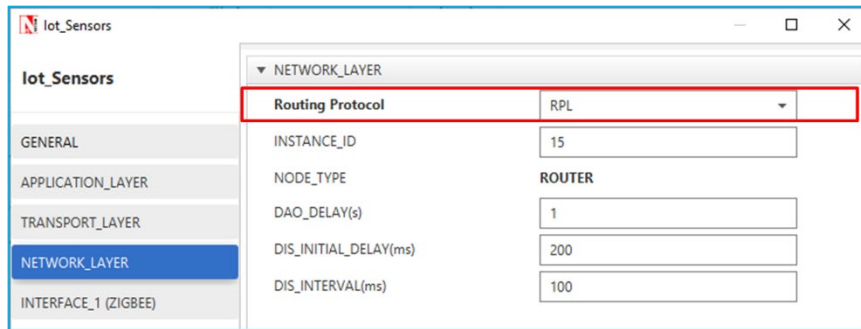 Iot_Sensors
Iot_Sensors
GENERAL
APPLICATION_LAYER
TRANSPORT_LAYER
NETWORK_LAYER
INTERFACE_1 (ZIGBEE)
NETWORK_LAYER
Routing Protocol RPL
INSTANCE_ID 15
NODE_TYPE ROUTER
DAO_DELAY(s) 1
DIS_INITIAL_DELAY(ms) 200
DIS_INTERVAL(ms) 100